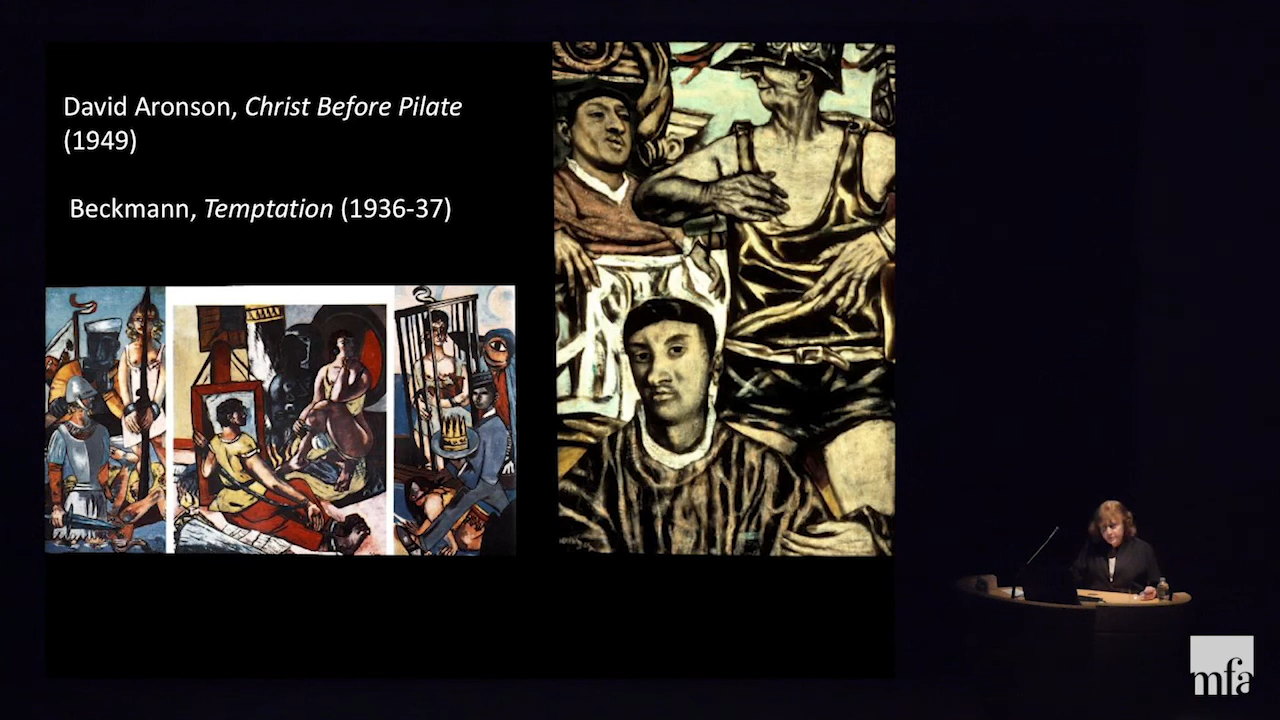 David Aronson, Christ Before Pilate
(1949)
Beckmann, Temptation (1936-37)
mfa